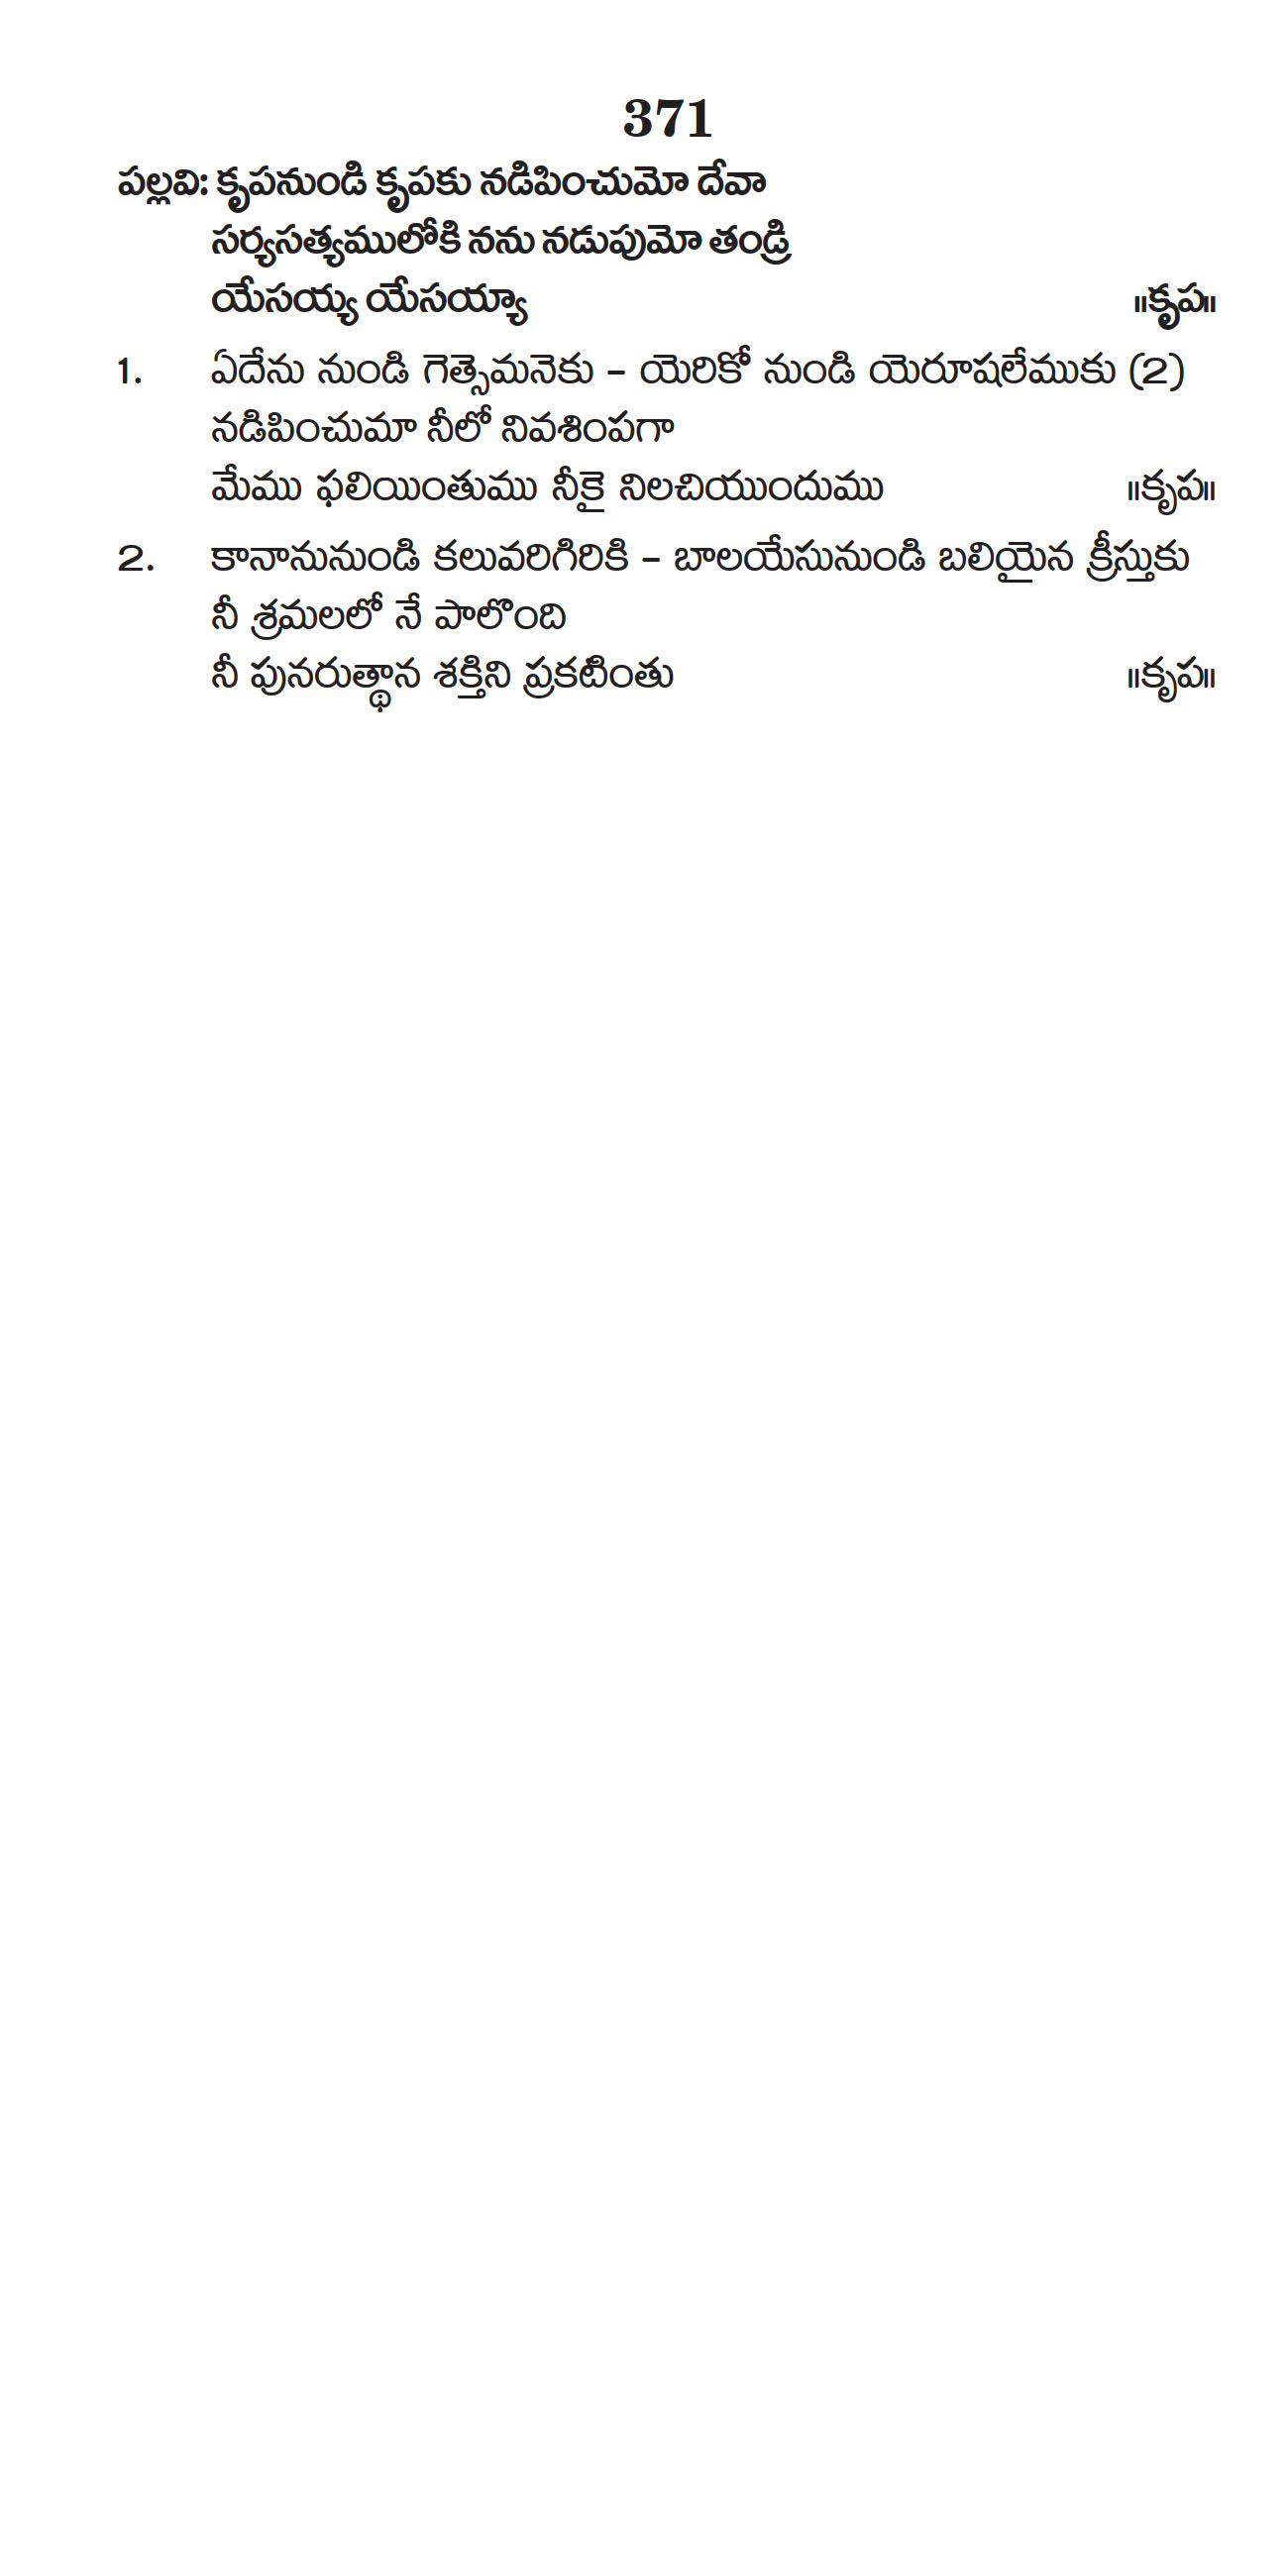 371
పల్లవి: కృపనుండి కృపకు నడిపించుమో దేవా
సర్యసత్యములోకి నను నడుపుమో తండ్రి
యేసయ్య యేసయ్యా ॥కృప॥
1. ఏదేను నుండి గెత్సెమనెకు – యెరికో నుండి యెరూషలేముకు (2)
నడిపించుమా నీలో నివశింపగా
మేము ఫలియింతుము నీకై నిలచియుందుము ॥కృప॥
2. కానానునుండి కలువరిగిరికి – బాలయేసునుండి బలియైన క్రీస్తుకు
నీ శ్రమలలో నే పాలొంది
నీ పునరుత్థాన శక్తిని ప్రకటింతు ॥కృప॥